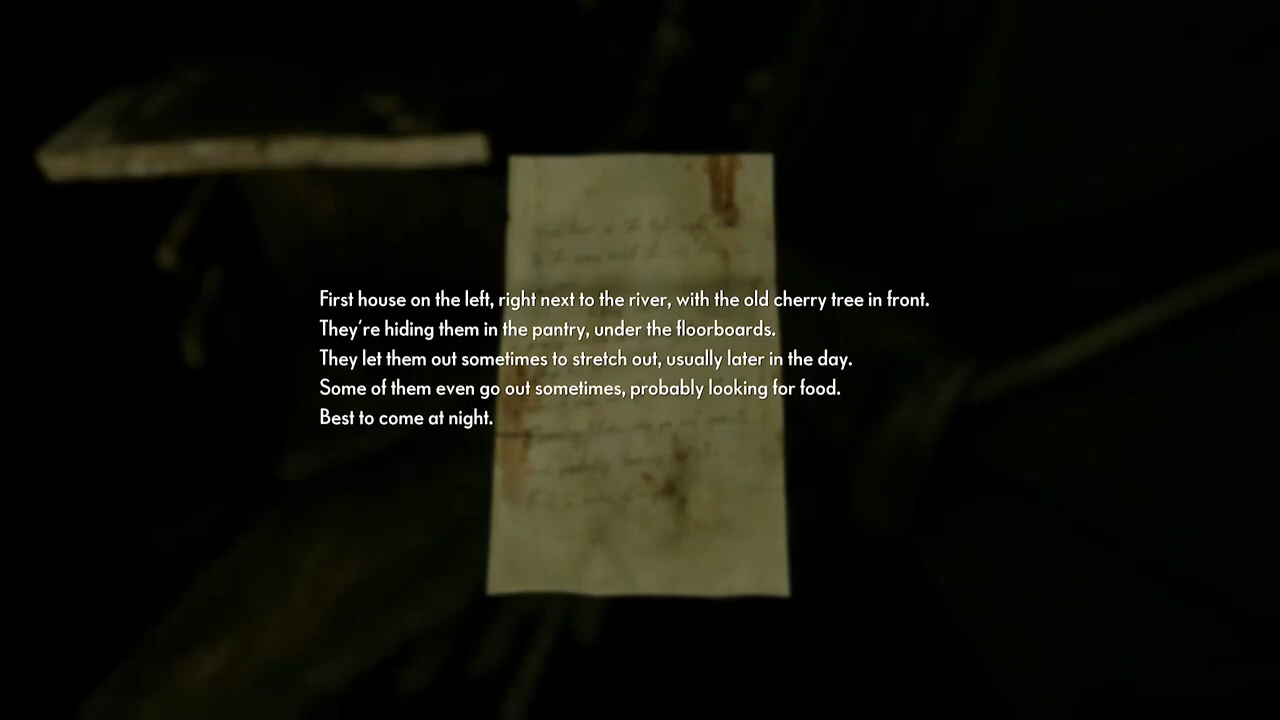 First house on the left, right next to the river, with the old cherry tree in front.
They're hiding them in the pantry, under the floorboards.
They let them out sometimes to stretch out, usually later in the day.
Some of them even go out sometimes, probably looking for food.
Best to come at night.